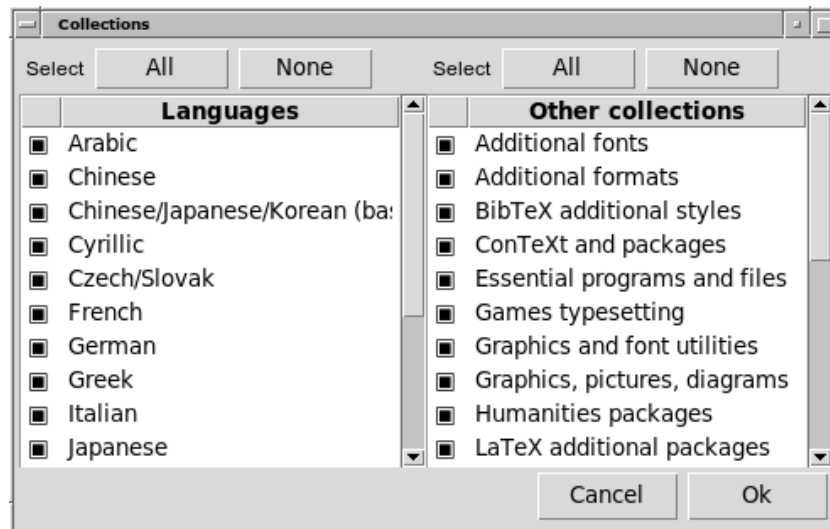 Collections
Select All None
Select All None
Languages
Arabic
Chinese
Chinese/Japanese/Korean (bas
Cyrillic
Czech/Slovak
French
German
Greek
Italian
Japanese
Other collections
Additional fonts
Additional formats
BibTeX additional styles
ConTeXt and packages
Essential programs and files
Games typesetting
Graphics and font utilities
Graphics, pictures, diagrams
Humanities packages
LaTeX additional packages
Cancel Ok